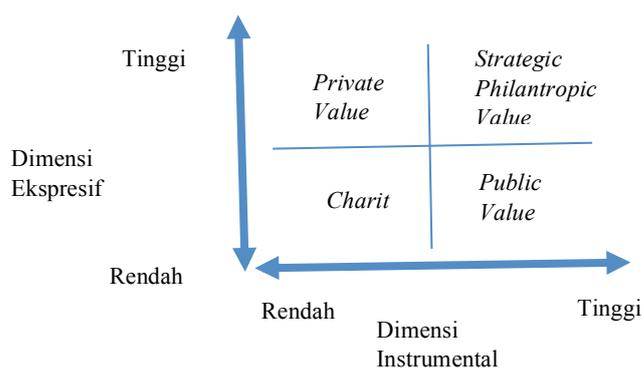 Tinggi
Private
Value
Strategic
Philantropic
Value
Dimensi
Ekspresif
Charit
Public
Value
Rendah
Rendah
Tinggi
Dimensi
Instrumental